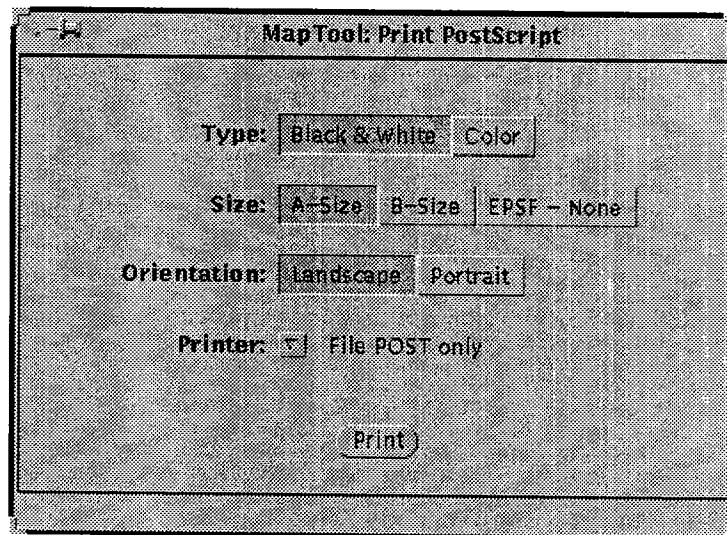 MapTool: Print PostScript
Type: Black & White Color
Size: A-Size B-Size EPSF - None
Orientation: Landscape Portrait
Printer: File POST only
Print